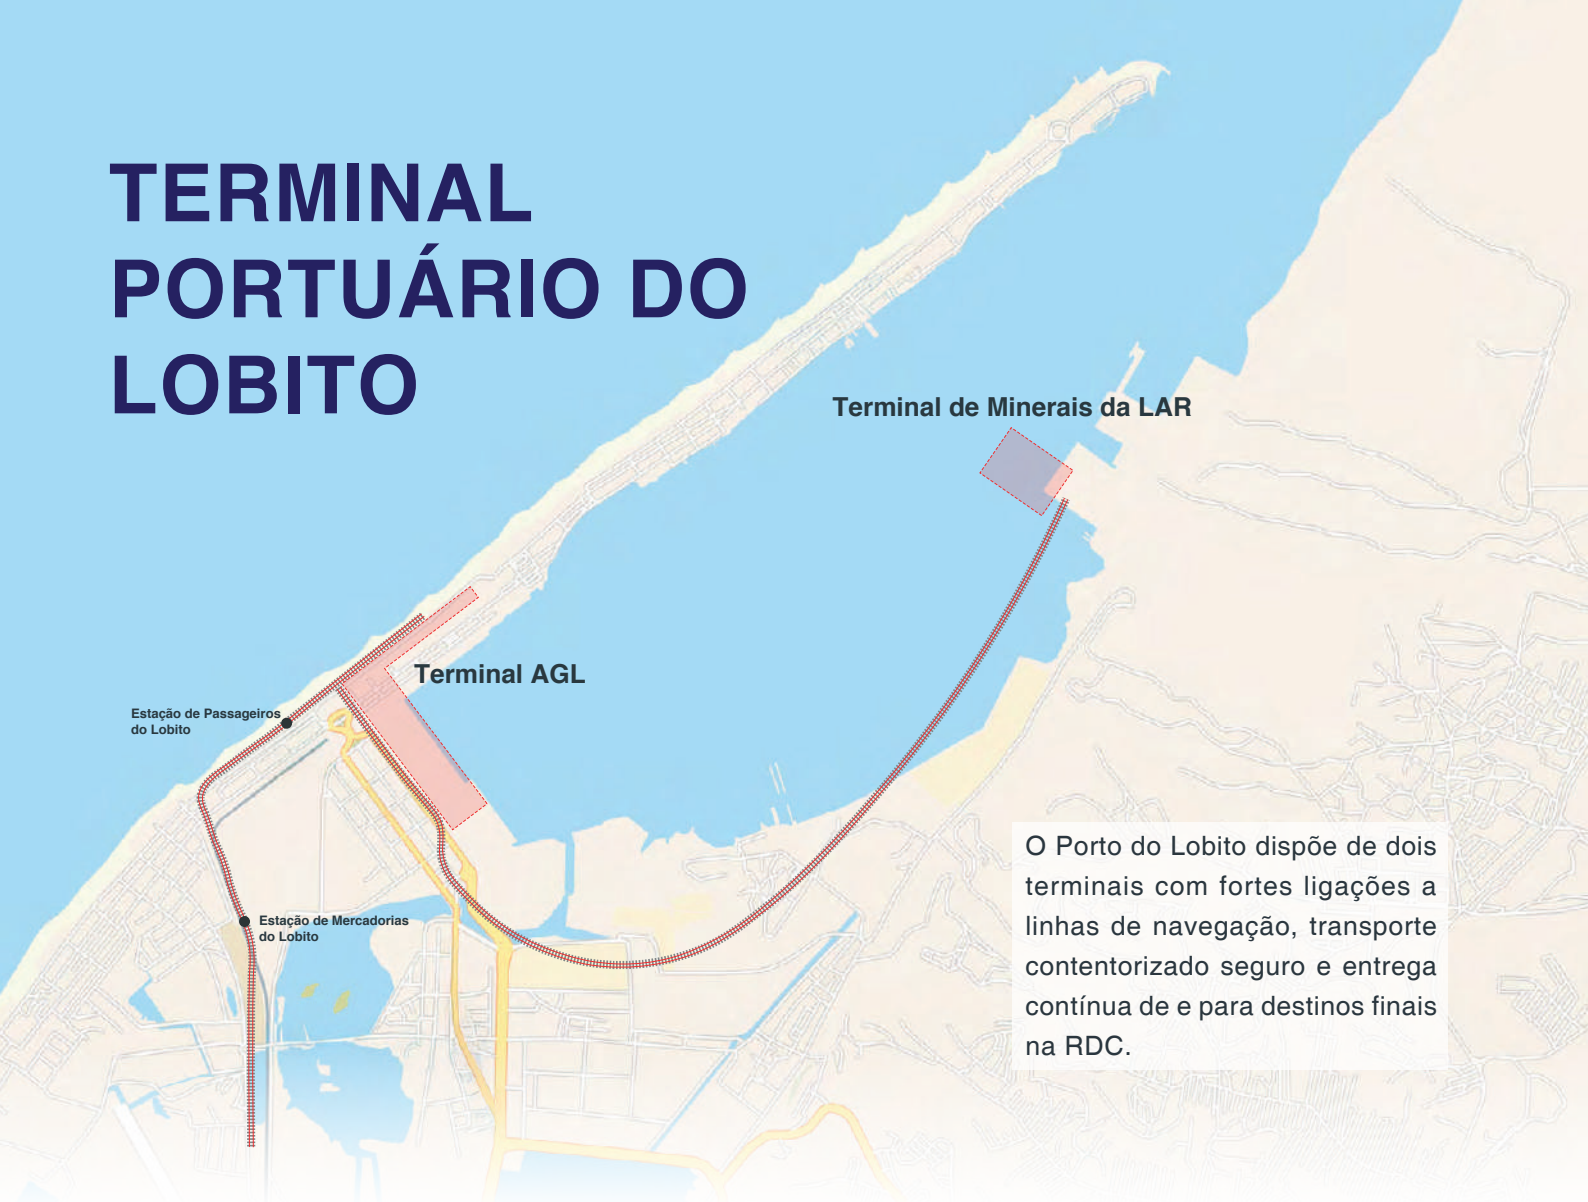 TERMINAL
PORTUÁRIO DO
LOBITO
Terminal de Minerais da LAR
Terminal AGL
Estação de Passageiros
do Lobito
Estação de Mercadorias
do Lobito
O Porto do Lobito dispõe de dois
terminais com fortes ligações a
linhas de navegação, transporte
contentorizado seguro e entrega
contínua de e para destinos finais
na RDC.